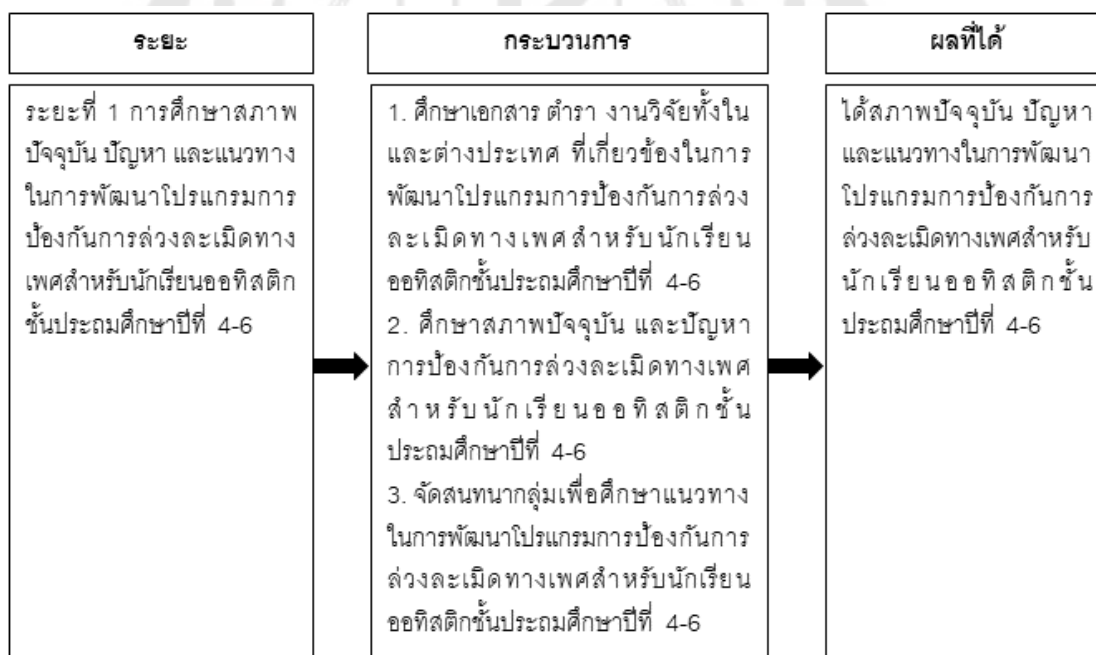 ระยะ
กระบวนการ
ผลที่ได้
ระยะที่ 1 การศึกษาสภาพ
ปัจจุบัน ปัญหา และแนวทาง
ในการพัฒนาโปรแกรมการ
ป้องกันการล่วงละเมิดทาง
เพศสำหรับนักเรียนออทิสติก
ชั้นประถมศึกษาปีที่ 4-6
1. ศึกษาเอกสาร ตำรา งานวิจัยทั้งใน
และต่างประเทศ ที่เกี่ยวข้องในการ
พัฒนาโปรแกรมการป้องกันการล่วง
ละเมิดทางเพศสำหรับนักเรียน
ออทิสติกชั้นประถมศึกษาปีที่ 4-6
2. ศึกษาสภาพปัจจุบัน และปัญหา
การป้องกันการล่วงละเมิดทางเพศ
สำหรับนักเรียนออทิสติกชั้น
ประถมศึกษาปีที่ 4-6
3. จัดสนทนากลุ่มเพื่อศึกษาแนวทาง
ในการพัฒนาโปรแกรมการป้องกันการ
ล่วงละเมิดทางเพศสำหรับนักเรียน
ออทิสติกชั้นประถมศึกษาปีที่ 4-6
ได้สภาพปัจจุบัน ปัญหา
และแนวทางในการพัฒนา
โปรแกรมการป้องกันการ
ล่วงละเมิดทางเพศสำหรับ
นักเรียนออทิสติกชั้น
ประถมศึกษาปีที่ 4-6